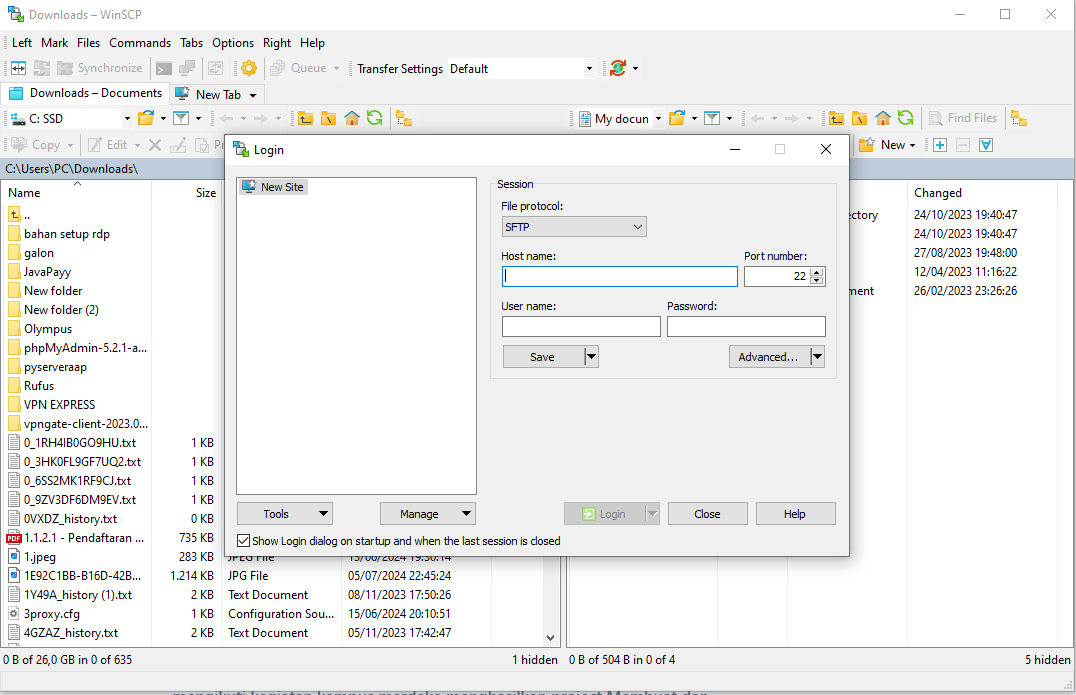 Downloads – WinSCP
Left Mark Files Commands Tabs Options Right Help
Synchronize Queue Transfer Settings Default
Downloads – Documents New Tab
C: SSD My docun Find Files
Copy Edit Pr New
C:\Users\PC\Downloads\
Name Size Changed
..
bahan setup rdp
galon
JavaPayy
New folder
New folder (2)
Olympus
phpMyAdmin-5.2.1-a...
pyserveraap
Rufus
VPN EXPRESS
vpngate-client-2023.0...
0_1RH4IB0GO9HU.txt 1 KB
0_3HK0FL9GF7UQ2.txt 1 KB
0_6SS2MK1RF9CJ.txt 1 KB
0_9ZV3DF6DM9EV.txt 1 KB
0VXDZ_history.txt 0 KB
1.1.2.1 - Pendaftaran ... 735 KB
1.jpeg 283 KB JPEG File 15/06/2024 19:50:14
1E92C1BB-B16D-42B... 1.214 KB JPG File 05/07/2024 22:45:24
1Y49A_history (1).txt 2 KB Text Document 08/11/2023 17:50:26
3proxy.cfg 1 KB Configuration Sou... 15/06/2024 20:10:51
4GZAZ_history.txt 2 KB Text Document 05/11/2023 17:42:47
ectory 24/10/2023 19:40:47
24/10/2023 19:40:47
27/08/2023 19:48:00
12/04/2023 11:16:22
ment 26/02/2023 23:26:26
Login
New Site
Session
File protocol:
SFTP
Host name: Port number:
22
User name: Password:
Save Advanced...
Tools Manage Login Close Help
Show Login dialog on startup and when the last session is closed
0 B of 26,0 GB in 0 of 635 1 hidden 0 B of 504 B in 0 of 4 5 hidden
mengikuti kegiatan kampus merdeka menghasilkan project Membuat dan